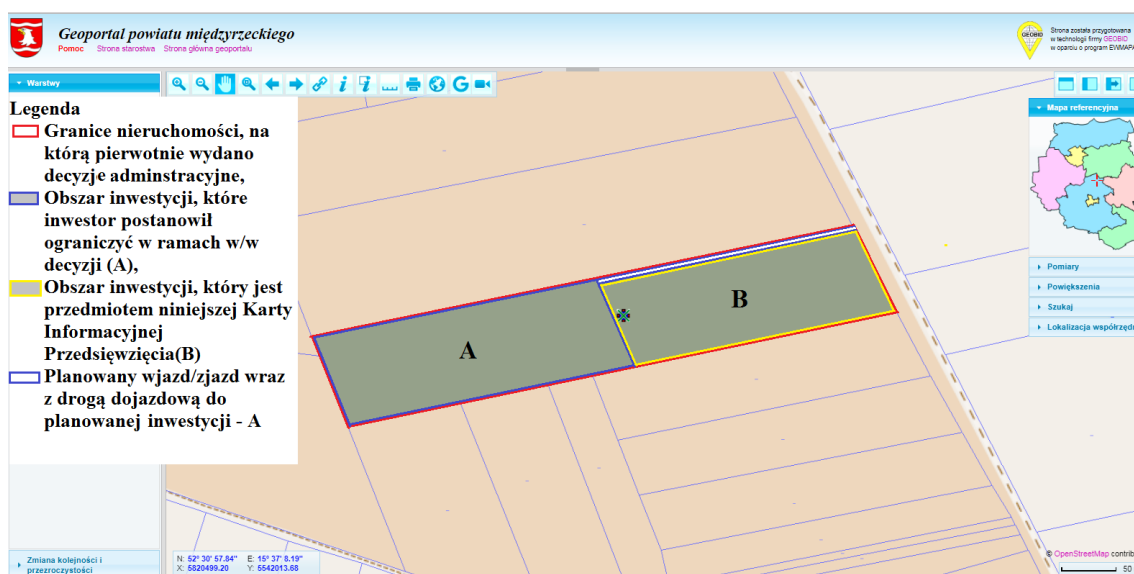 Geoportal powiatu międzyrzeckiego
Pomoc Strona starostwa Strona główna geoportalu
GEOBID
Strona została przygotowana
w technologii firmy GEOBID
w oparciu o program EWMAPA
Warstwy
Legenda
Granice nieruchomości, na
którą pierwotnie wydano
decyzje adminstracyjne,
Obszar inwestycji, które
inwestor postanowił
ograniczyć w ramach w/w
decyzji (A),
Obszar inwestycji, który jest
przedmiotem niniejszej Karty
Informacyjnej
Przedsięwzięcia(B)
Planowany wjazd/zjazd wraz
z drogą dojazdową do
planowanej inwestycji - A
A
B
Mapa referencyjna
Pomiary
Powiększenia
Szukaj
Lokalizacja współrzędn
Zmiana kolejności i
przezroczystości
N: 52° 30' 57.84" E: 15° 37' 8.19"
X: 5820499.20 Y: 5542013.68
© OpenStreetMap contrib
50